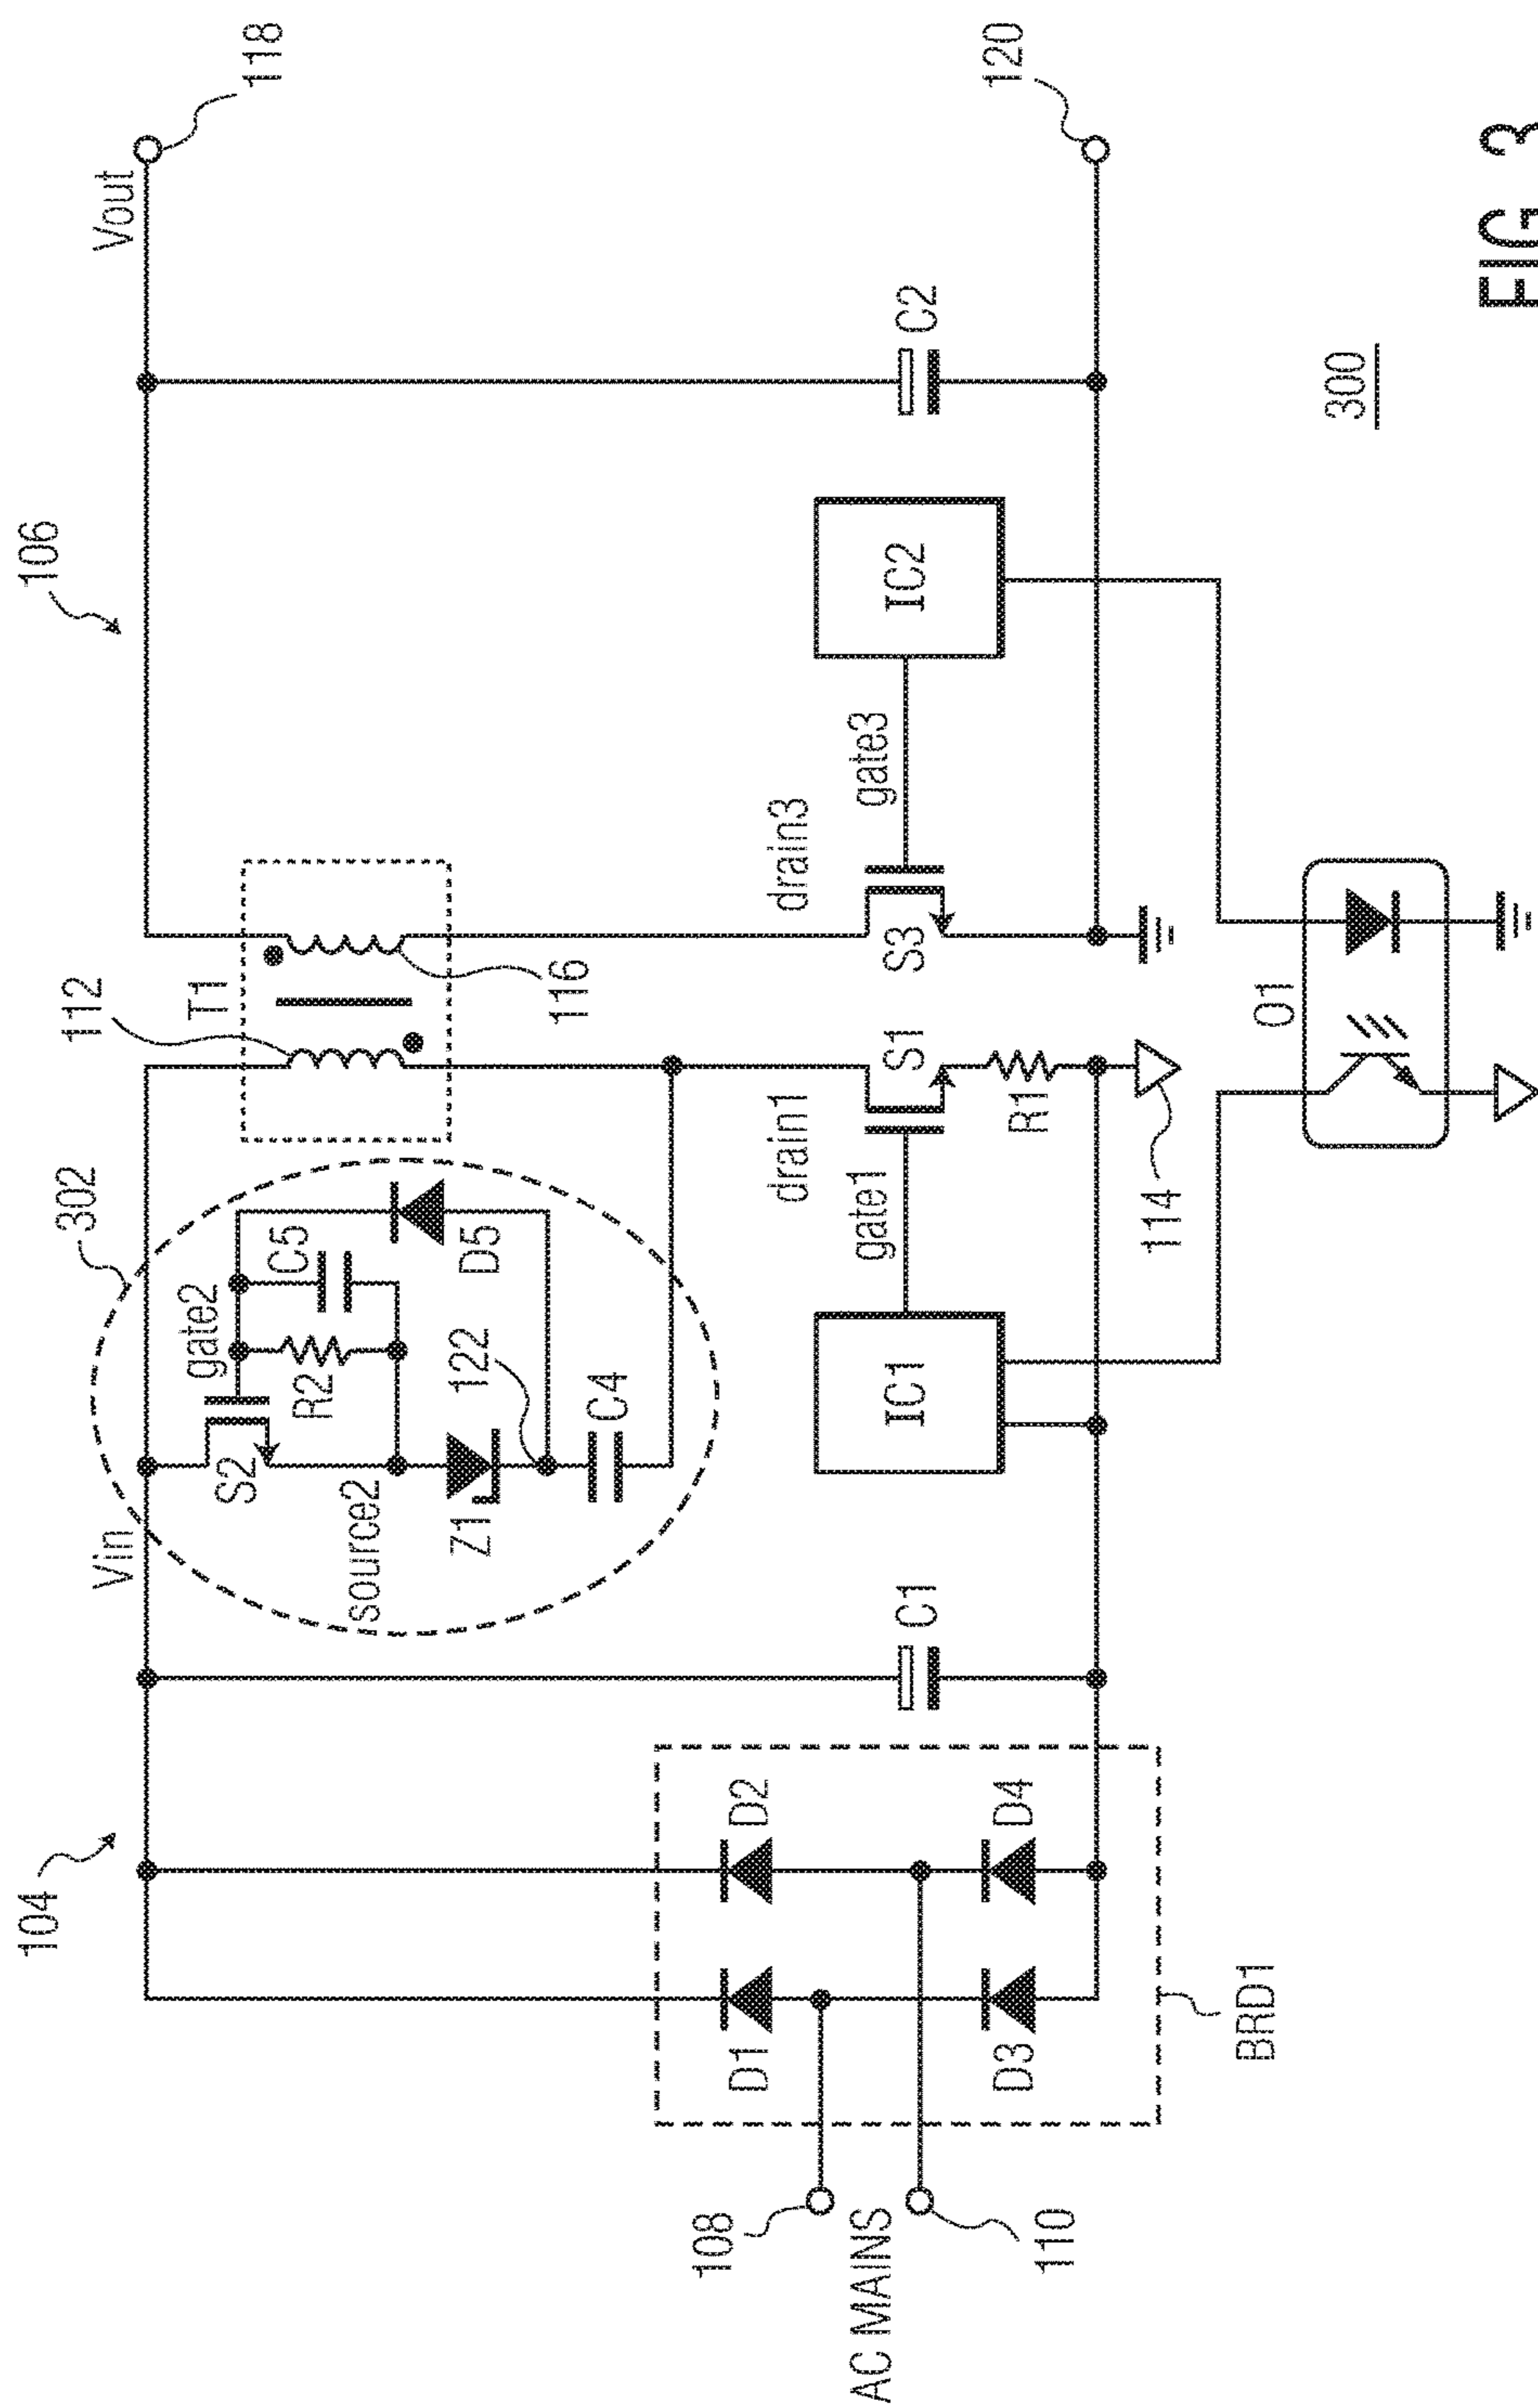 104
106
118
Vin
Vout
302
112
T1
S2
gate2
C5
R2
source2
Z1
122
D5
C4
116
108
AC MAINS
110
D1
D2
D3
D4
BRD1
C1
IC1
gate1
drain1
S1
R1
114
drain3
S3
gate3
IC2
C2
120
O1
300
FIG. 3